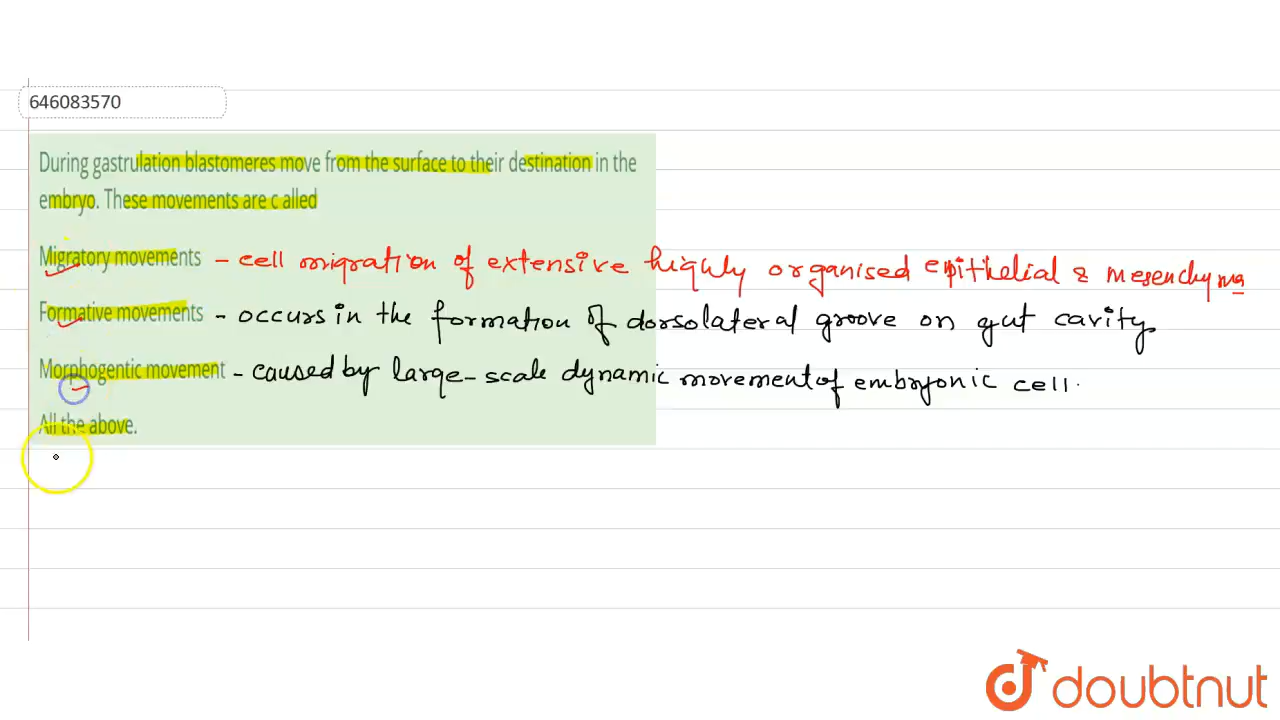 646083570
During gastrulation blastomeres move from the surface to their destination in the
embryo. These movements are c alled
Migratory movements - cell migration of extensive highly organised epithelial & mesenchyma
Formative movements - occurs in the formation of dorsolateral groove on gut cavity
Morphogentic movement - caused by large-scale dynamic movement of embryonic cell.
All the above.
doubtnut